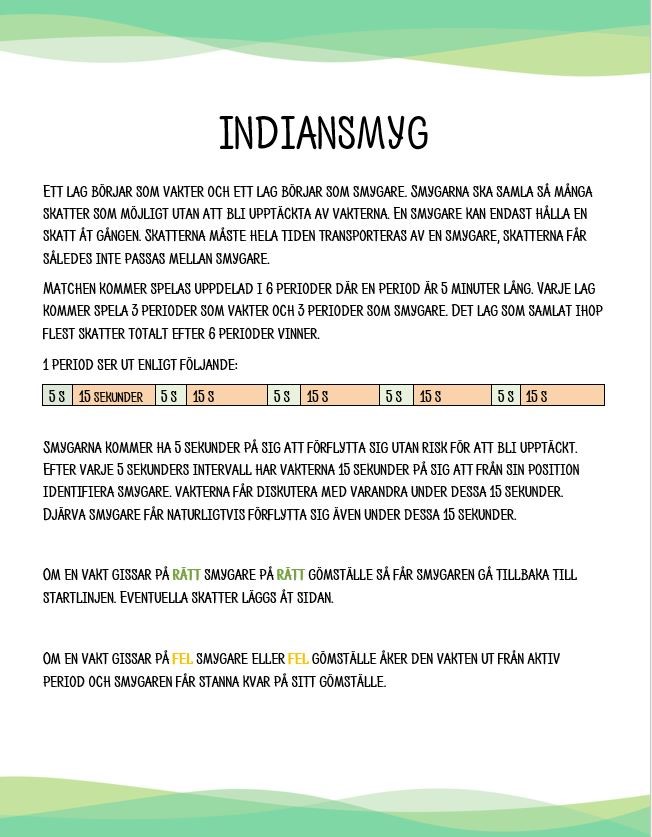 INDIANSMYG
ETT LAG BÖRJAR SOM VAKTER OCH ETT LAG BÖRJAR SOM SMYGARE. SMYGARNA SKA SAMLA SÅ MÅNGA
SKATTER SOM MÖJLIGT UTAN ATT BLI UPPTÄCKTA AV VAKTERNA. EN SMYGARE KAN ENDAST HÅLLA EN
SKATT ÅT GÅNGEN. SKATTERNA MÅSTE HELA TIDEN TRANSPORTERAS AV EN SMYGARE, SKATTERNA FÅR
SÅLEDES INTE PASSAS MELLAN SMYGARE.
MATCHEN KOMMER SPELAS UPPDELAD I 6 PERIODER DÄR EN PERIOD ÄR 5 MINUTER LÅNG. VARJE LAG
KOMMER SPELA 3 PERIODER SOM VAKTER OCH 3 PERIODER SOM SMYGARE. DET LAG SOM SAMLAT IHOP
FLEST SKATTER TOTALT EFTER 6 PERIODER VINNER.
1 PERIOD SER UT ENLIGT FÖLJANDE:
5 S 15 SEKUNDER 5 S 15 S 5 S 15 S 5 S 15 S 5 S 15 S
SMYGARNA KOMMER HA 5 SEKUNDER PÅ SIG ATT FÖRFLYTTA SIG UTAN RISK FÖR ATT BLI UPPTÄCKT.
EFTER VARJE 5 SEKUNDERS INTERVALL HAR VAKTERNA 15 SEKUNDER PÅ SIG ATT FRÅN SIN POSITION
IDENTIFIERA SMYGARE. VAKTERNA FÅR DISKUTERA MED VARANDRA UNDER DESSA 15 SEKUNDER.
DJÄRVA SMYGARE FÅR NATURLIGTVIS FÖRFLYTTA SIG ÄVEN UNDER DESSA 15 SEKUNDER.
OM EN VAKT GISSAR PÅ RÄTT SMYGARE PÅ RÄTT GÖMSTÄLLE SÅ FÅR SMYGAREN GÅ TILLBAKA TILL
STARTLINJEN. EVENTUELLA SKATTER LÄGGS ÅT SIDAN.
OM EN VAKT GISSAR PÅ FEL SMYGARE ELLER FEL GÖMSTÄLLE ÅKER DEN VAKTEN UT FRÅN AKTIV
PERIOD OCH SMYGAREN FÅR STANNA KVAR PÅ SITT GÖMSTÄLLE.